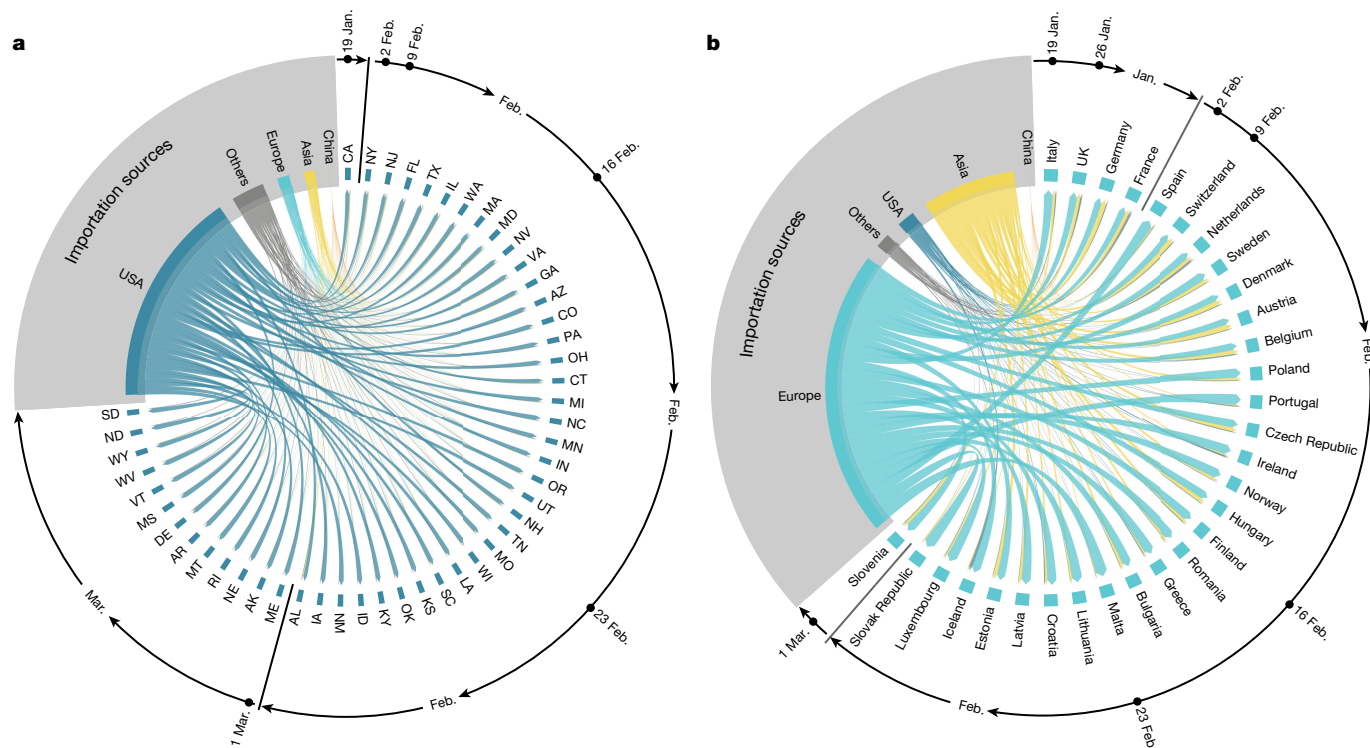 a
Importation sources
USA
Others
Europe
Asia
China
19 Jan.
2 Feb.
9 Feb.
Feb.
16 Feb.
Feb.
23 Feb.
Feb.
1 Mar.
Mar.
CA
NY
NJ
FL
TX
IL
WA
MA
MD
NV
VA
GA
AZ
CO
PA
OH
CT
MI
NC
MN
IN
OR
UT
NH
TN
MO
WI
LA
SC
KS
OK
KY
ID
NM
IA
AL
ME
AK
NE
RI
MT
AR
DE
MS
VT
WV
WY
ND
SD
b
Importation sources
Europe
Others
USA
Asia
China
19 Jan.
26 Jan.
Jan.
2 Feb.
9 Feb.
Feb.
16 Feb.
23 Feb
Feb.
1 Mar.
Italy
UK
Germany
France
Spain
Switzerland
Netherlands
Sweden
Denmark
Austria
Belgium
Poland
Portugal
Czech Republic
Ireland
Norway
Hungary
Finland
Romania
Greece
Bulgaria
Malta
Lithuania
Croatia
Latvia
Estonia
Iceland
Luxembourg
Slovak Republic
Slovenia